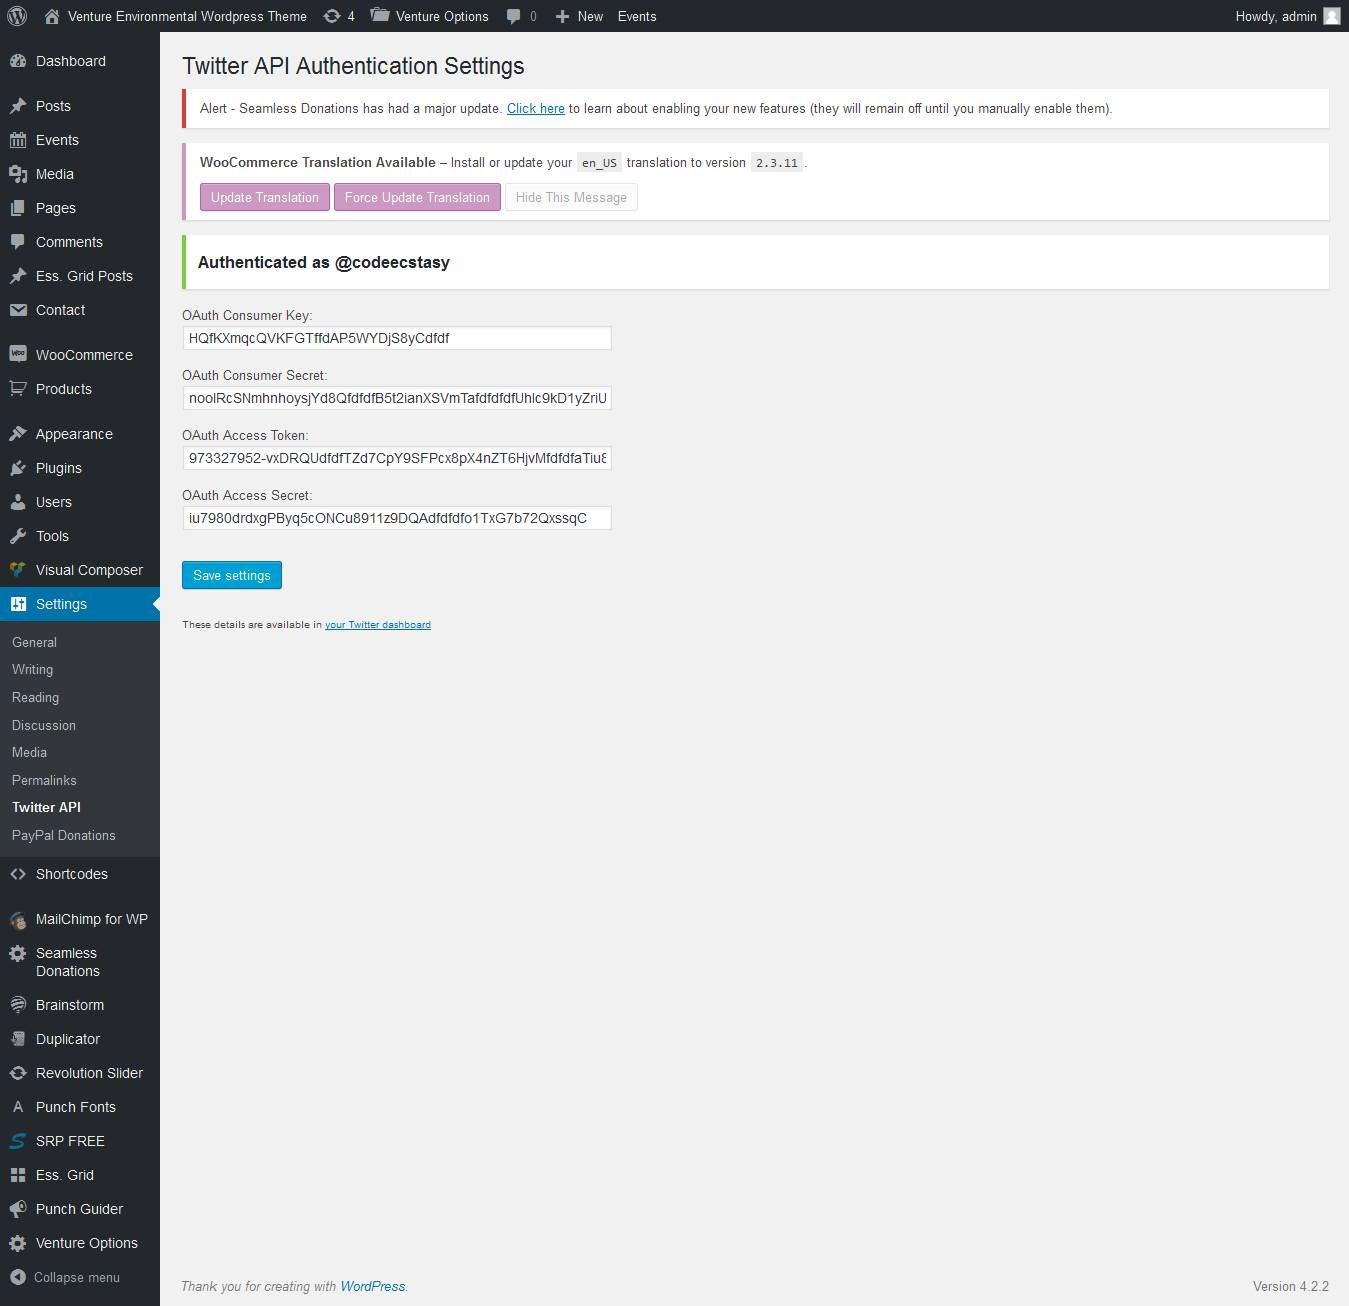 Venture Environmental Wordpress Theme 4 Venture Options 0 New Events Howdy, admin
Dashboard
Posts
Events
Media
Pages
Comments
Ess. Grid Posts
Contact
WooCommerce
Products
Appearance
Plugins
Users
Tools
Visual Composer
Settings
General
Writing
Reading
Discussion
Media
Permalinks
Twitter API
PayPal Donations
Shortcodes
MailChimp for WP
Seamless
Donations
Brainstorm
Duplicator
Revolution Slider
Punch Fonts
SRP FREE
Ess. Grid
Punch Guider
Venture Options
Collapse menu
Twitter API Authentication Settings
Alert - Seamless Donations has had a major update. Click here to learn about enabling your new features (they will remain off until you manually enable them).
WooCommerce Translation Available – Install or update your en_US translation to version 2.3.11.
Update Translation Force Update Translation Hide This Message
Authenticated as @codeecstasy
OAuth Consumer Key:
HQfKXmqcQVKFGTffdAP5WYDjS8yCdfdf
OAuth Consumer Secret:
noolRcSNmhnhoysjYd8QfdfdfB5t2ianXSVmTafdfdfdfUhlc9kD1yZriU
OAuth Access Token:
973327952-vxDRQUdfdfTZd7CpY9SFPcx8pX4nZT6HjvMfdfdfaTiu8
OAuth Access Secret:
iu7980drdxgPByq5cONCu8911z9DQAdfdfdfo1TxG7b72QxssqC
Save settings
These details are available in your Twitter dashboard
Thank you for creating with WordPress.
Version 4.2.2